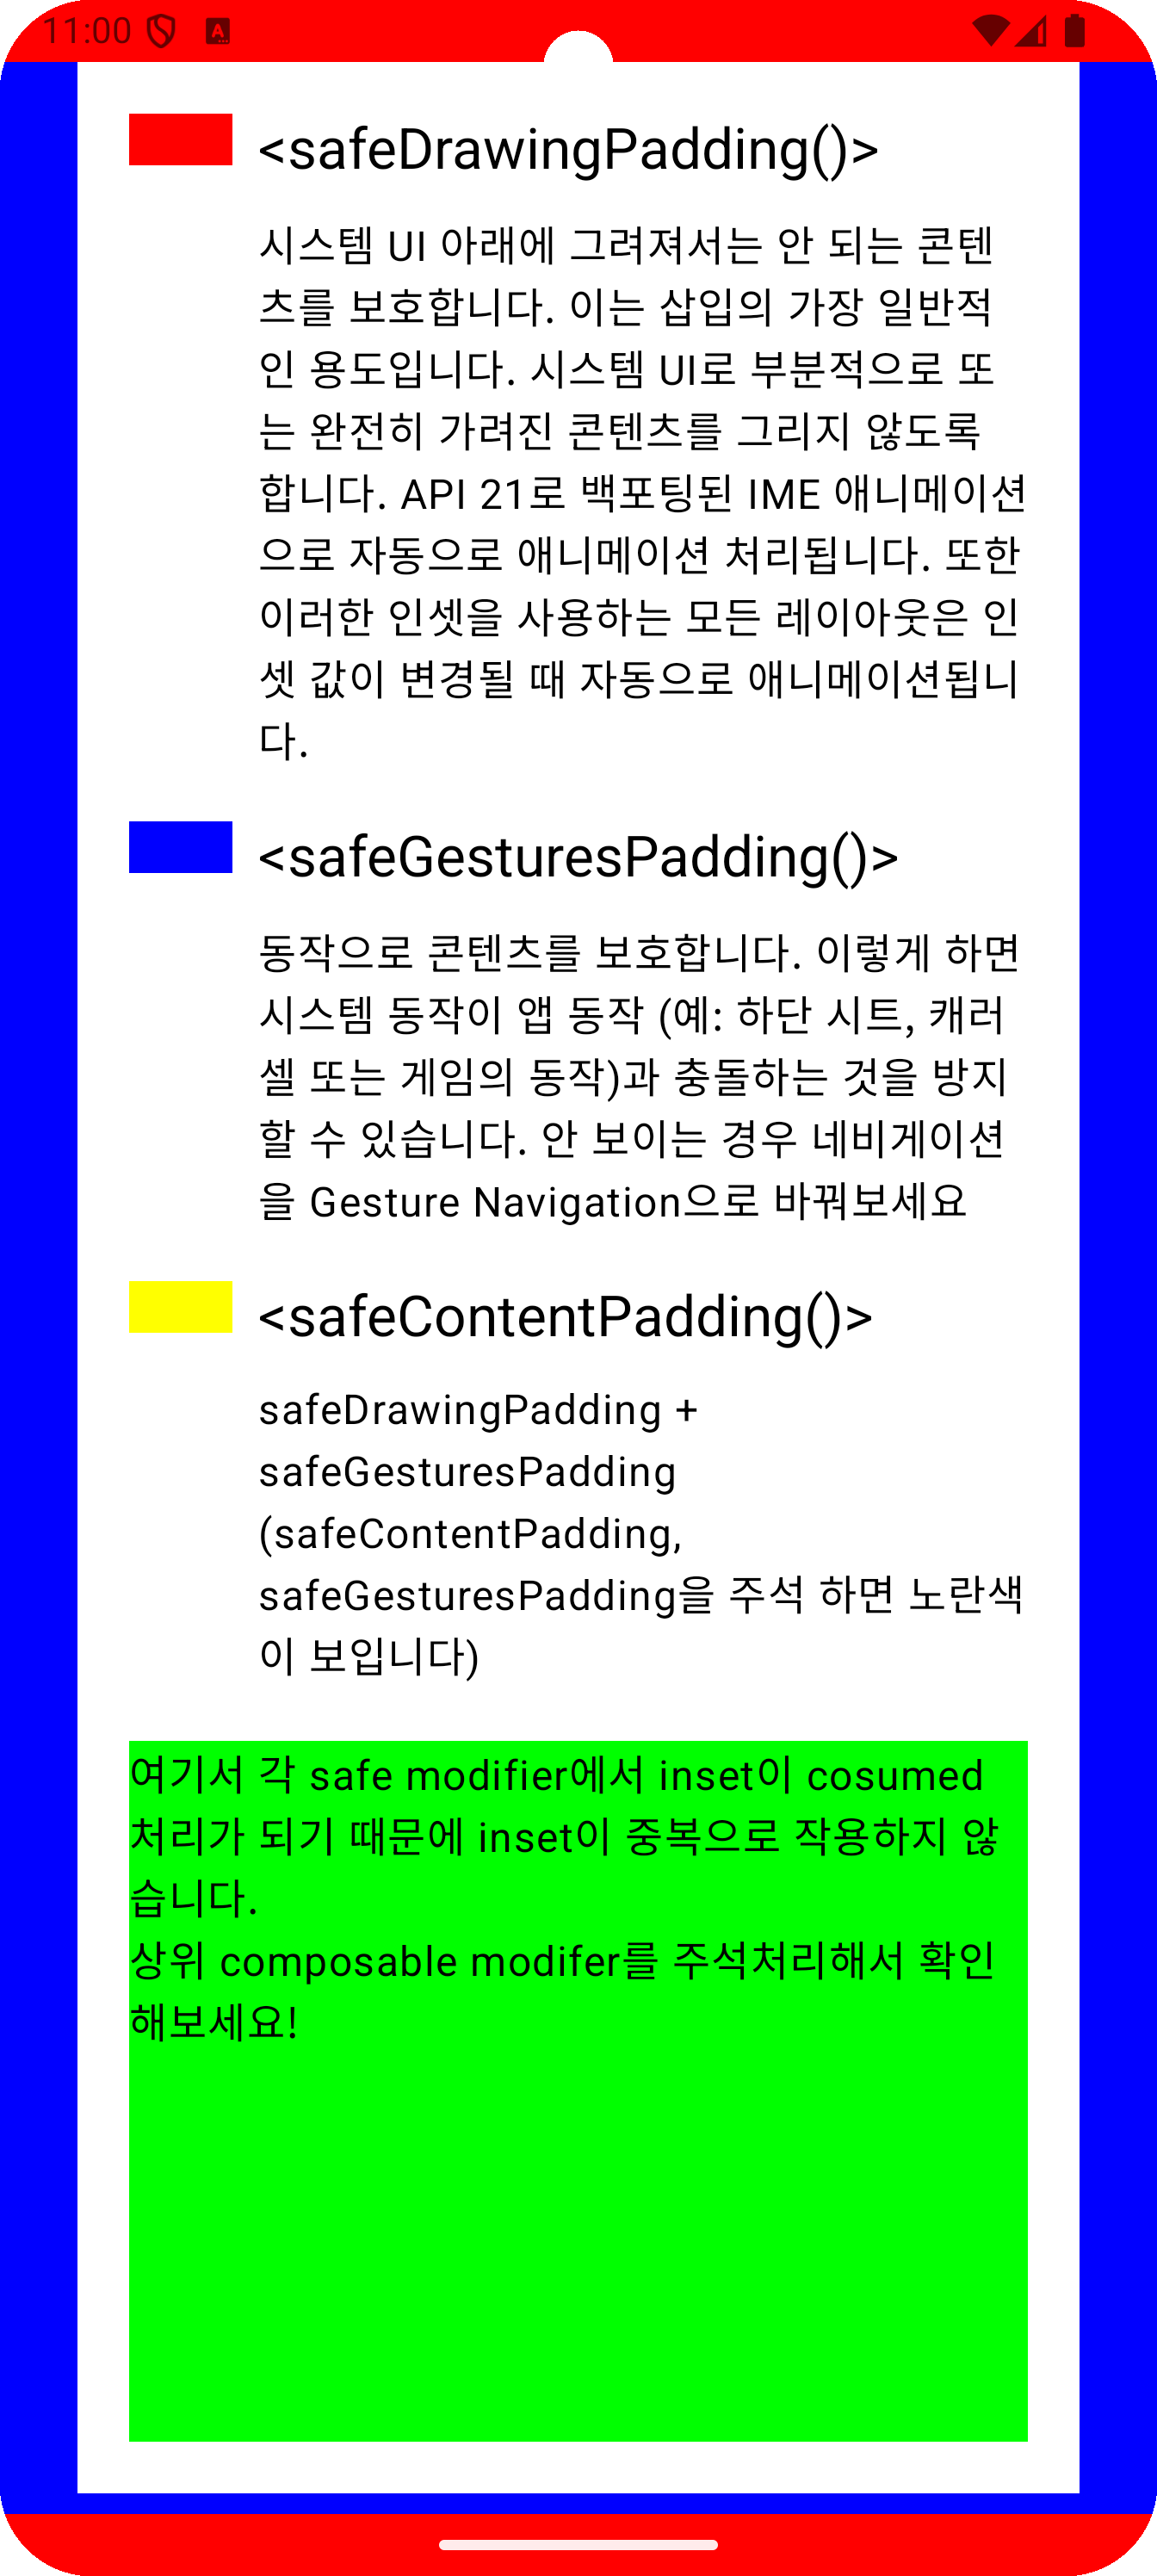 11:00
<safeDrawingPadding()>
시스템 UI 아래에 그려져서는 안 되는 콘텐
츠를 보호합니다. 이는 삽입의 가장 일반적
인 용도입니다. 시스템 UI로 부분적으로 또
는 완전히 가려진 콘텐츠를 그리지 않도록
합니다. API 21로 백포팅된 IME 애니메이션
으로 자동으로 애니메이션 처리됩니다. 또한
이러한 인셋을 사용하는 모든 레이아웃은 인
셋 값이 변경될 때 자동으로 애니메이션됩니
다.
<safeGesturesPadding()>
동작으로 콘텐츠를 보호합니다. 이렇게 하면
시스템 동작이 앱 동작 (예: 하단 시트, 캐러
셀 또는 게임의 동작)과 충돌하는 것을 방지
할 수 있습니다. 안 보이는 경우 네비게이션
을 Gesture Navigation으로 바꿔보세요
<safeContentPadding()>
safeDrawingPadding +
safeGesturesPadding
(safeContentPadding,
safeGesturesPadding을 주석 하면 노란색
이 보입니다)
여기서 각 safe modifier에서 inset이 cosumed
처리가 되기 때문에 inset이 중복으로 작용하지 않
습니다.
상위 composable modifer를 주석처리해서 확인
해보세요!